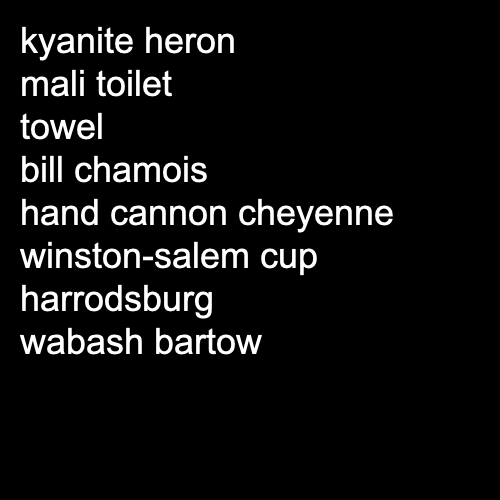 kyanite heron
mali toilet
towel
bill chamois
hand cannon cheyenne
winston-salem cup
harrodsburg
wabash bartow